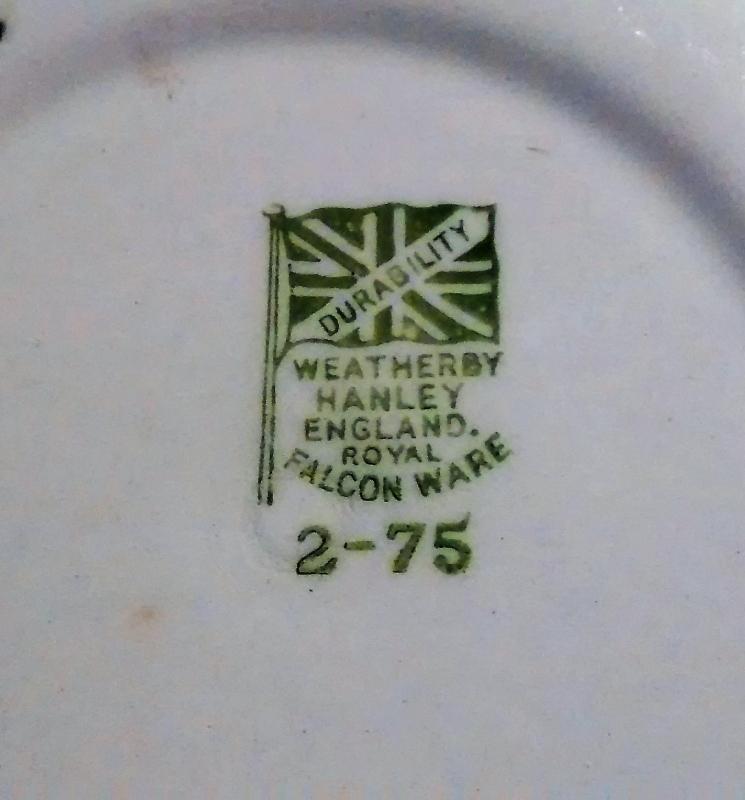 DURABILITY
WEATHERBY
HANLEY
ENGLAND.
ROYAL
FALCON WARE
2-75